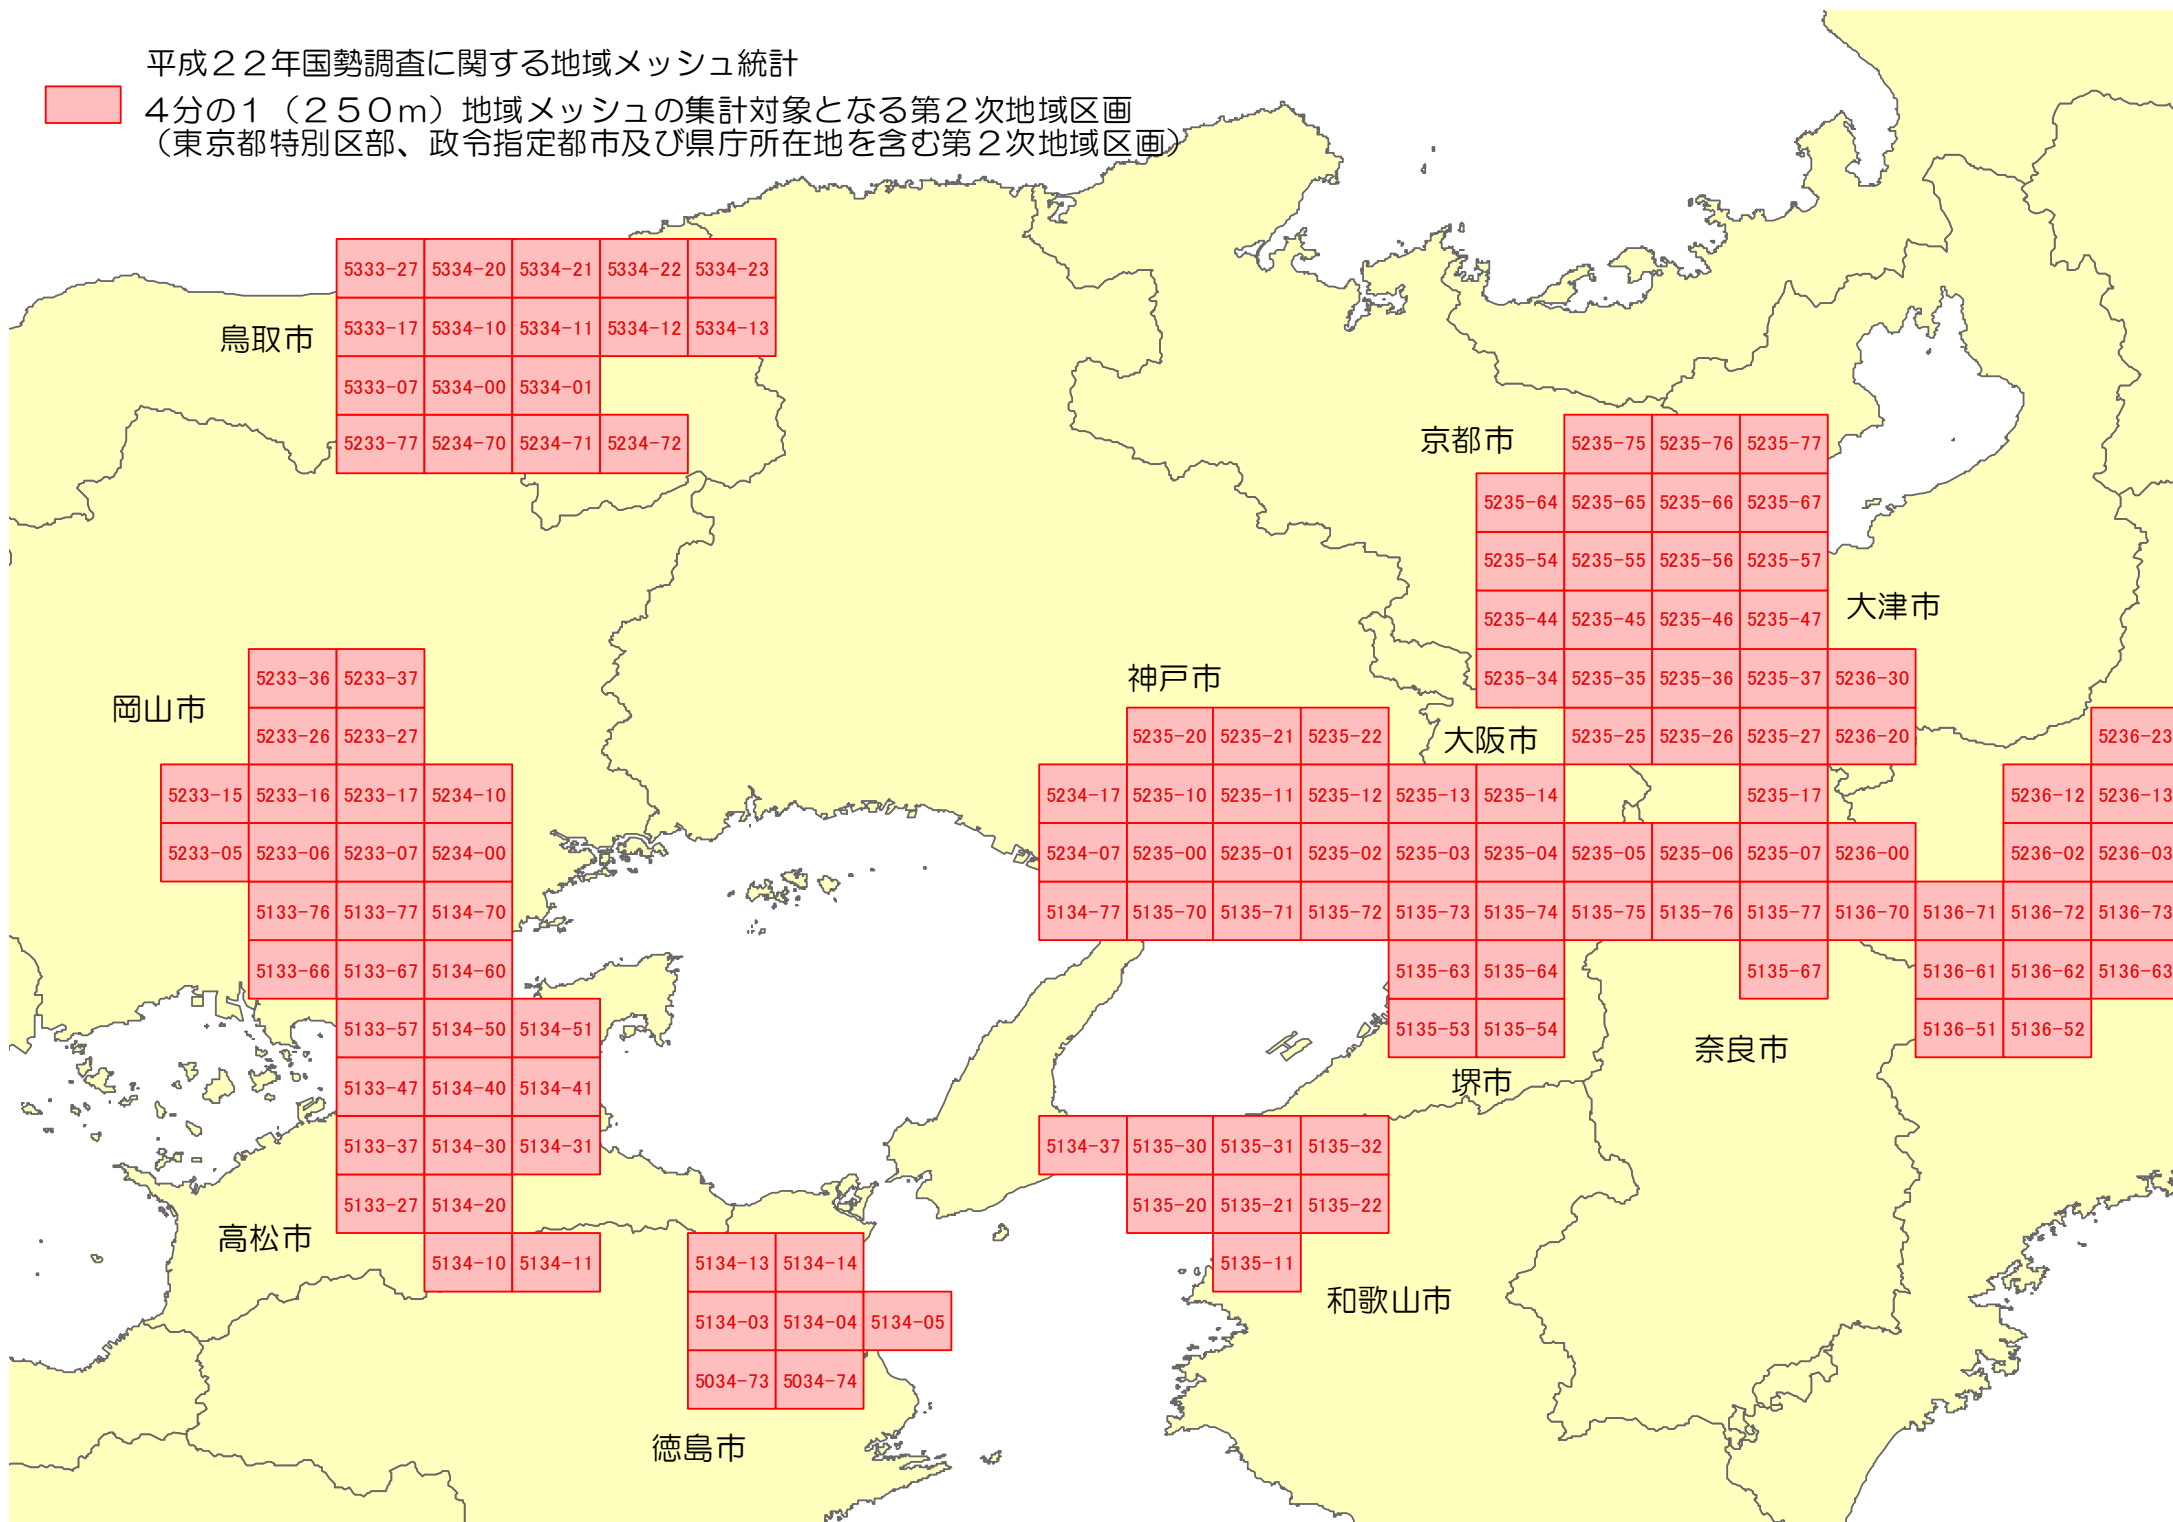 平成２２年国勢調査に関する地域メッシュ統計
４分の１（２５０ｍ）地域メッシュの集計対象となる第２次地域区画
（東京都特別区部、政令指定都市及び県庁所在地を含む第２次地域区画）
5333-27 5334-20 5334-21 5334-22 5334-23
5333-17 5334-10 5334-11 5334-12 5334-13
鳥取市
5333-07 5334-00 5334-01
5233-77 5234-70 5234-71 5234-72
京都市
5235-75 5235-76 5235-77
5235-64 5235-65 5235-66 5235-67
5235-54 5235-55 5235-56 5235-57
大津市
5235-44 5235-45 5235-46 5235-47
5233-36 5233-37
神戸市
5235-34 5235-35 5235-36 5235-37 5236-30
岡山市
5233-26 5233-27
5235-20 5235-21 5235-22
大阪市
5235-25 5235-26 5235-27 5236-20
5236-23
5233-15 5233-16 5233-17 5234-10
5234-17 5235-10 5235-11 5235-12 5235-13 5235-14
5235-17
5236-12 5236-13
5233-05 5233-06 5233-07 5234-00
5234-07 5235-00 5235-01 5235-02 5235-03 5235-04 5235-05 5235-06 5235-07 5236-00
5236-02 5236-03
5133-76 5133-77 5134-70
5134-77 5135-70 5135-71 5135-72 5135-73 5135-74 5135-75 5135-76 5135-77 5136-70 5136-71 5136-72 5136-73
5133-66 5133-67 5134-60
5135-63 5135-64
5135-67
5136-61 5136-62 5136-63
5133-57 5134-50 5134-51
5135-53 5135-54
奈良市
5136-51 5136-52
5133-47 5134-40 5134-41
堺市
5133-37 5134-30 5134-31
5134-37 5135-30 5135-31 5135-32
5133-27 5134-20
5135-20 5135-21 5135-22
高松市
5134-10 5134-11
5134-13 5134-14
5135-11
和歌山市
5134-03 5134-04 5134-05
5034-73 5034-74
徳島市